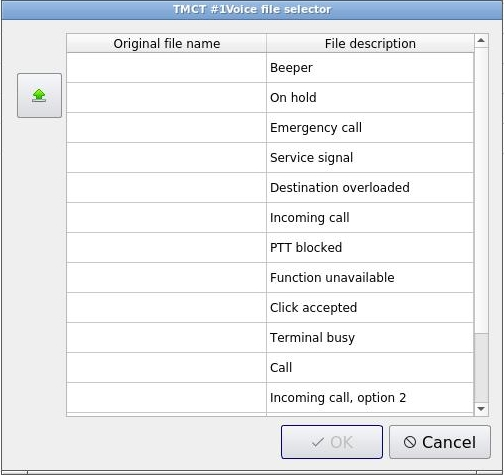 TMCT #1Voice file selector
Original file name File description
Beeper
On hold
Emergency call
Service signal
Destination overloaded
Incoming call
PTT blocked
Function unavailable
Click accepted
Terminal busy
Call
Incoming call, option 2
OK Cancel